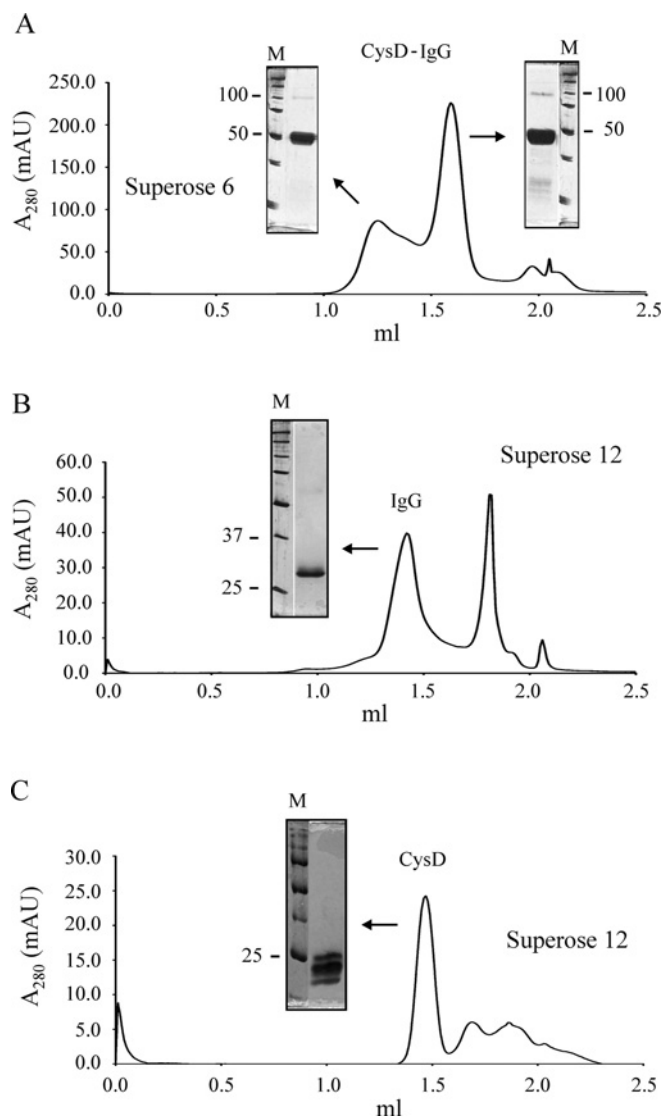 A
M
CysD-IgG
M
250.0
200.0
150.0
100.0
50.0
0.0
A280 (mAU)
100 –
50 –
– 100
– 50
Superose 6
0.0
1.0
1.5
2.0
2.5
ml
B
M
60.0
50.0
40.0
30.0
20.0
10.0
0.0
A280 (mAU)
37 –
25 –
IgG
Superose 12
0.0
0.5
1.0
1.5
2.0
2.5
ml
C
M
30.0
25.0
20.0
15.0
10.0
5.0
0.0
A280 (mAU)
25 –
CysD
Superose 12
0.0
0.5
1.0
1.5
2.0
2.5
ml